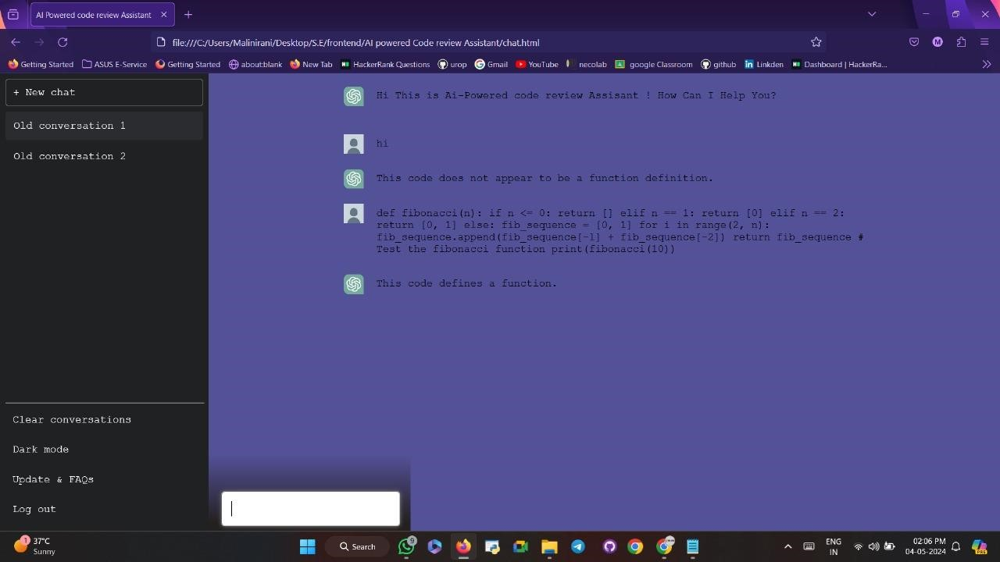 AI Powered code review Assistant
file:///C:/Users/Malinirani/Desktop/S.E/frontend/AI powered Code review Assistant/chat.html
Getting Started ASUS E-Service Getting Started about:blank New Tab HackerRank Questions urop Gmail YouTube necolab google Classroom github Linkden Dashboard | HackerRa...
+ New chat
Old conversation 1
Old conversation 2
Hi This is Ai-Powered code review Assisant ! How Can I Help You?
hi
This code does not appear to be a function definition.
def fibonacci(n): if n <= 0: return [] elif n == 1: return [0] elif n == 2:
return [0, 1] else: fib_sequence = [0, 1] for i in range(2, n):
fib_sequence.append(fib_sequence[-1] + fib_sequence[-2]) return fib_sequence #
Test the fibonacci function print(fibonacci(10))
This code defines a function.
Clear conversations
Dark mode
Update & FAQs
Log out
1
37°C
Sunny
Search
9
ENG
IN
02:06 PM
04-05-2024
PRE